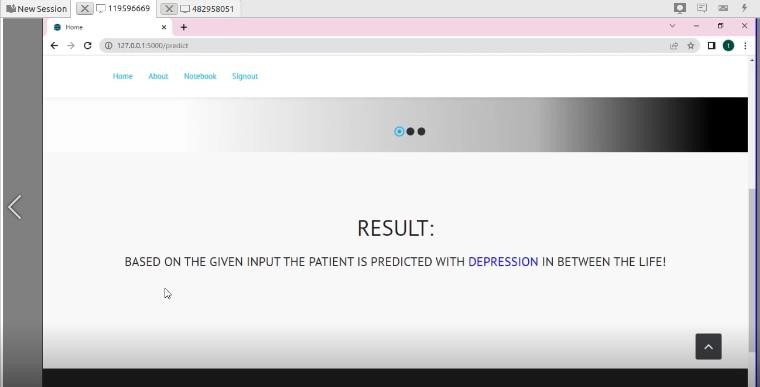 New Session 119596669 482958051
Home
127.0.0.1:5000/predict
Home About Notebook Signout
RESULT:
BASED ON THE GIVEN INPUT THE PATIENT IS PREDICTED WITH DEPRESSION IN BETWEEN THE LIFE!